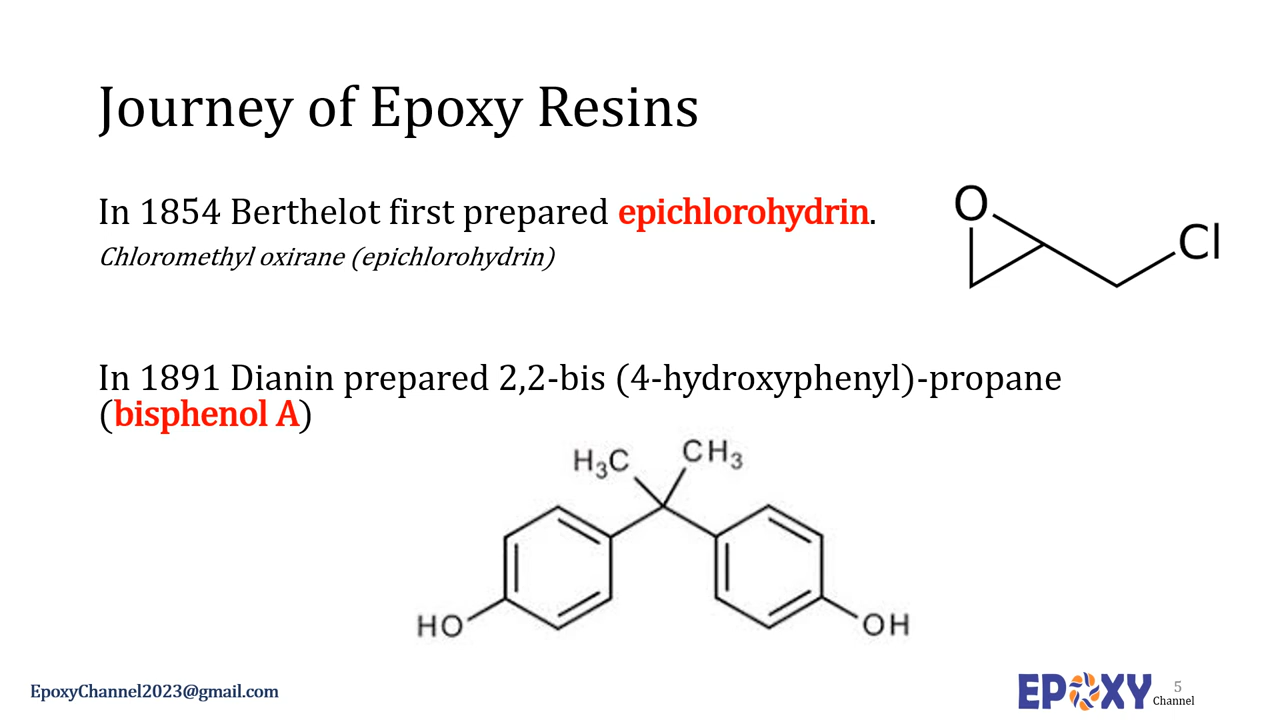 Journey of Epoxy Resins
In 1854 Berthelot first prepared epichlorohydrin.
Chloromethyl oxirane (epichlorohydrin)
O
Cl
In 1891 Dianin prepared 2,2-bis (4-hydroxyphenyl)-propane
(bisphenol A)
H₃C CH₃
HO OH
EpoxyChannel2023@gmail.com
EPOXY Channel
5